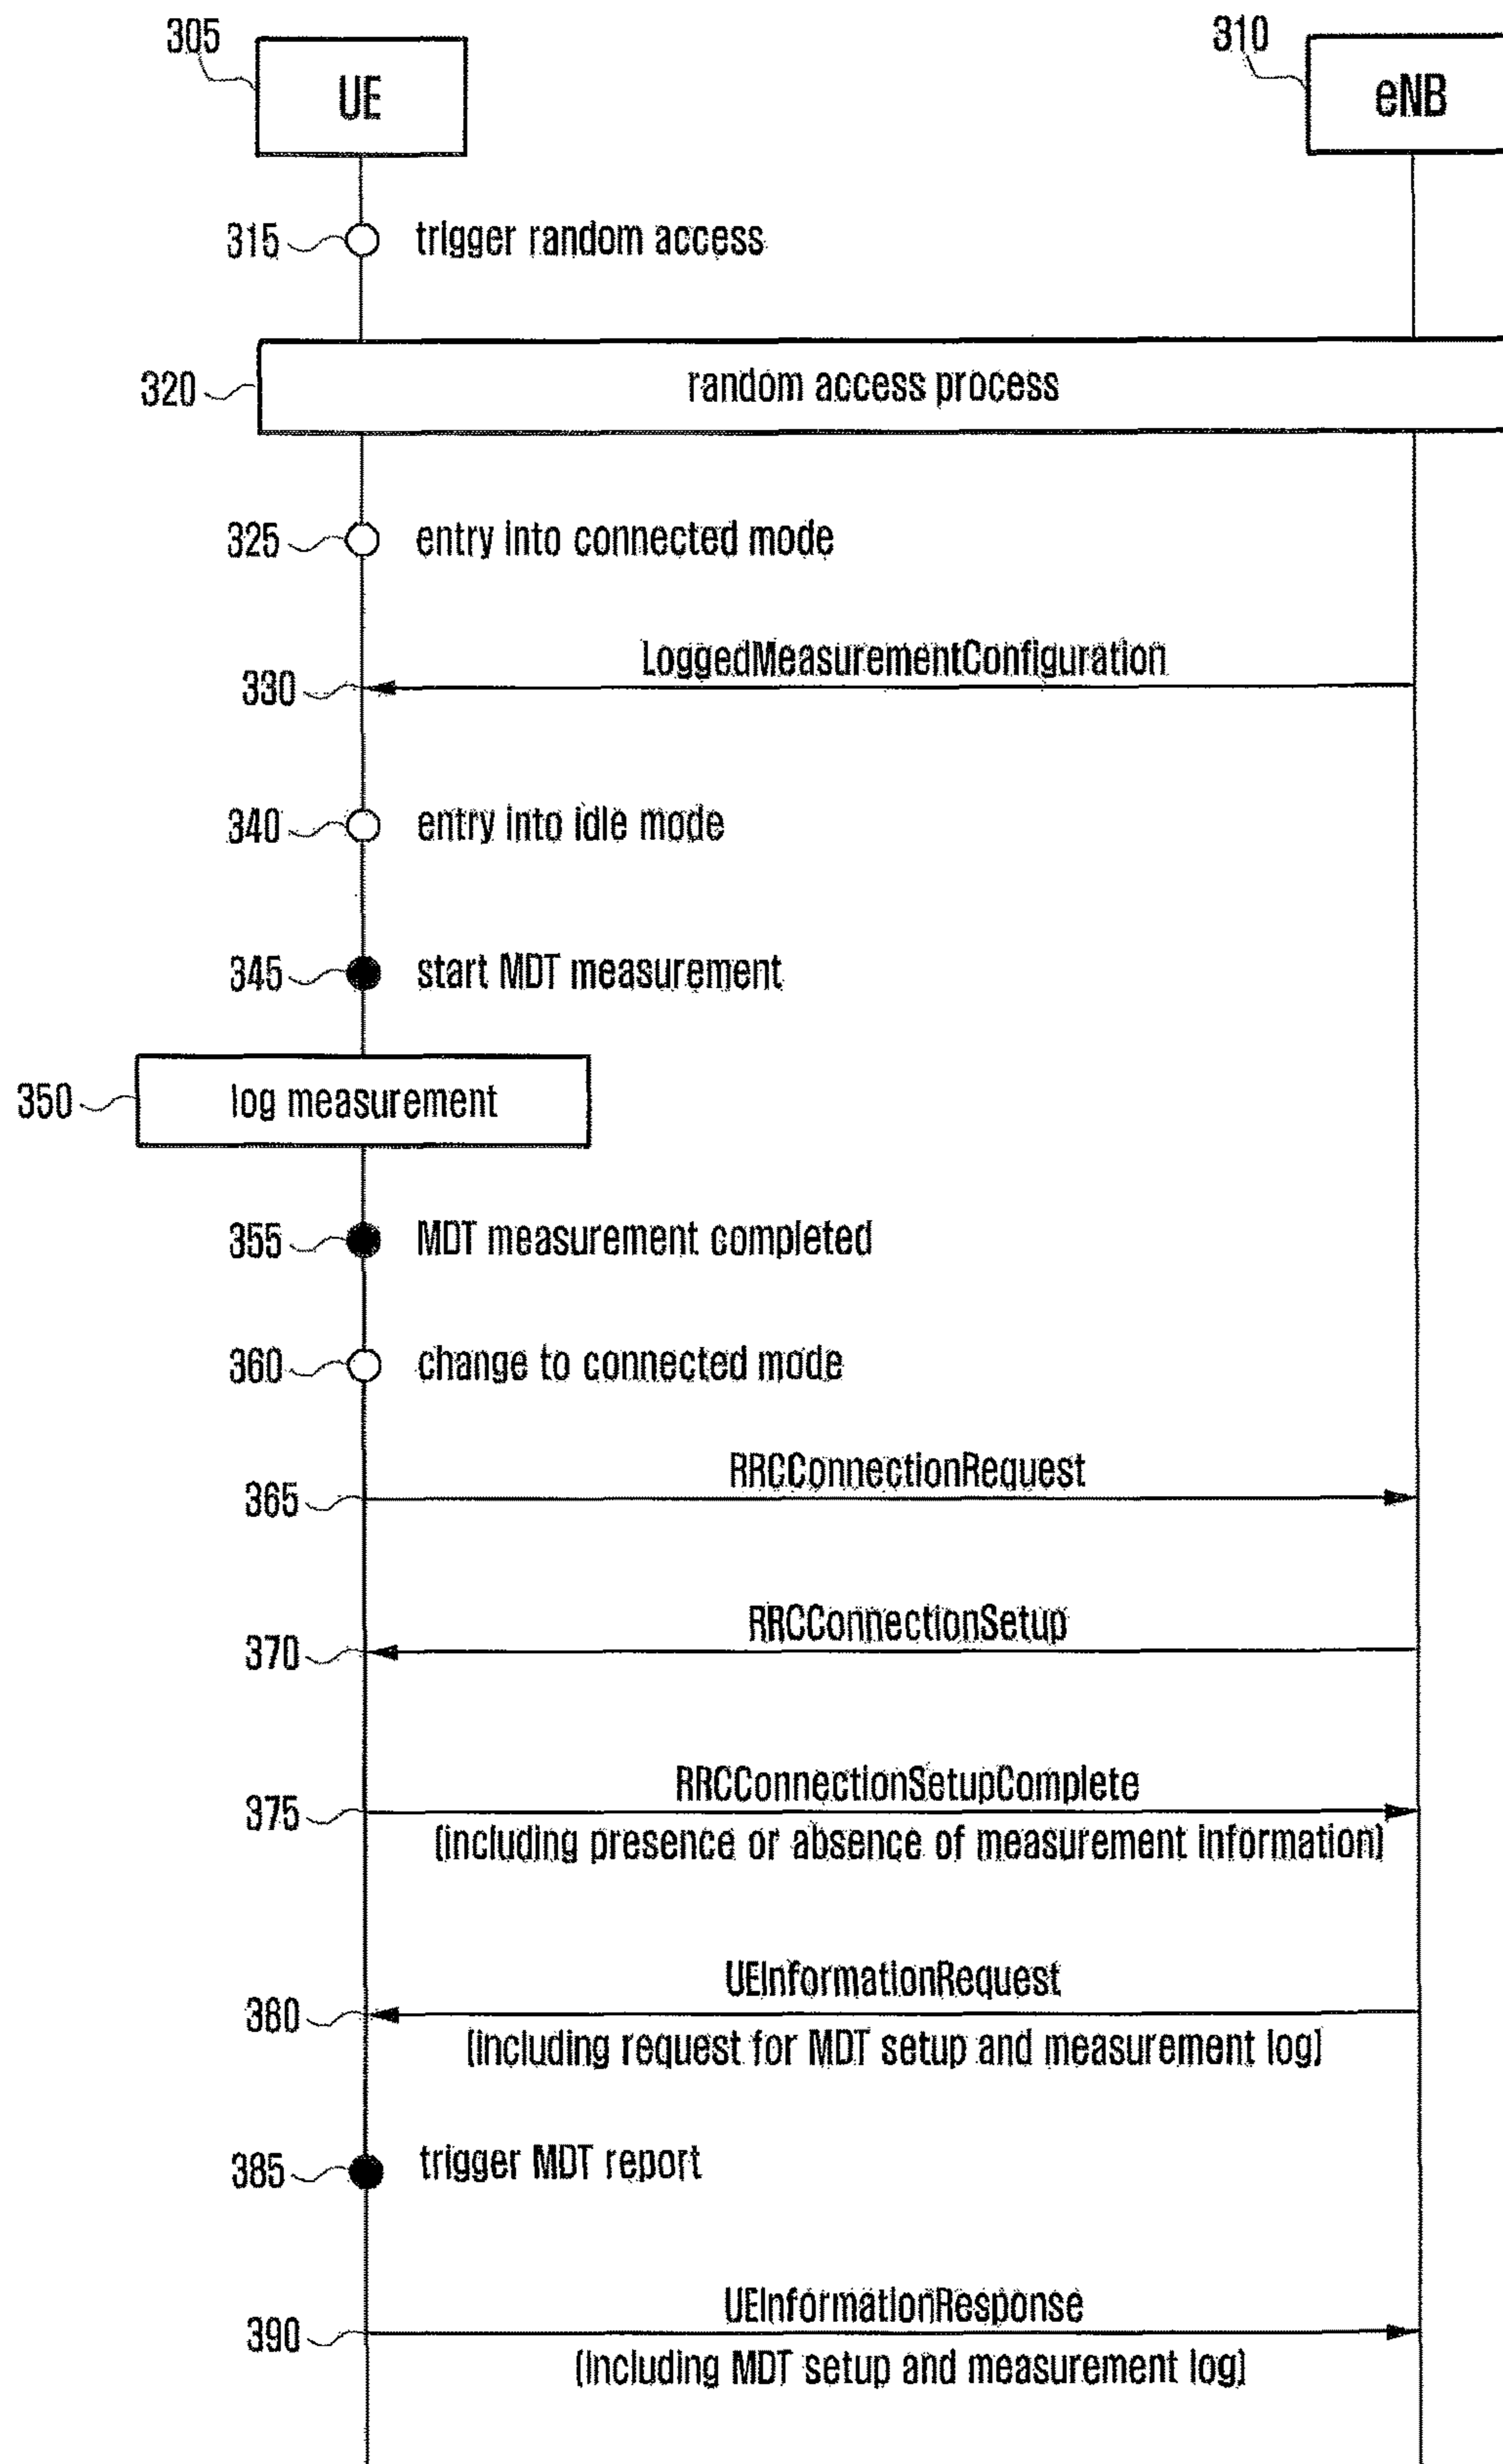 305
UE
310
eNB
315
trigger random access
320
random access process
325
entry into connected mode
LoggedMeasurementConfiguration
330
340
entry into idle mode
345
start MDT measurement
350
log measurement
355
MDT measurement completed
360
change to connected mode
RRCConnectionRequest
365
RRCConnectionSetup
370
RRCConnectionSetupComplete
375
(including presence or absence of measurement information)
UEInformationRequest
380
(including request for MDT setup and measurement log)
385
trigger MDT report
UEInformationResponse
390
(including MDT setup and measurement log)